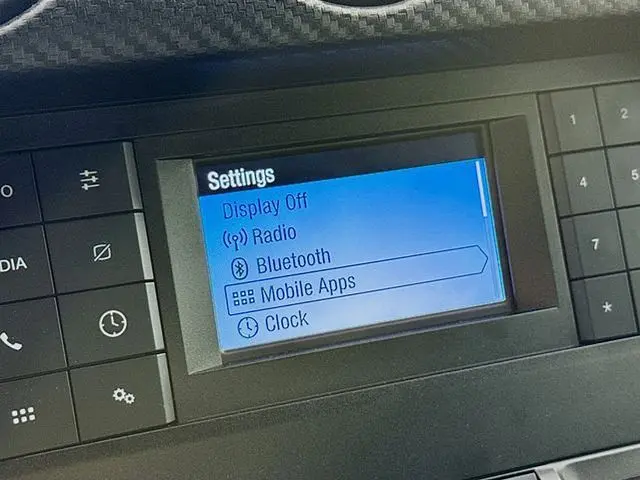 Settings
Display Off
Radio
Bluetooth
Mobile Apps
Clock
O
DIA
1
2
4
5
7
*